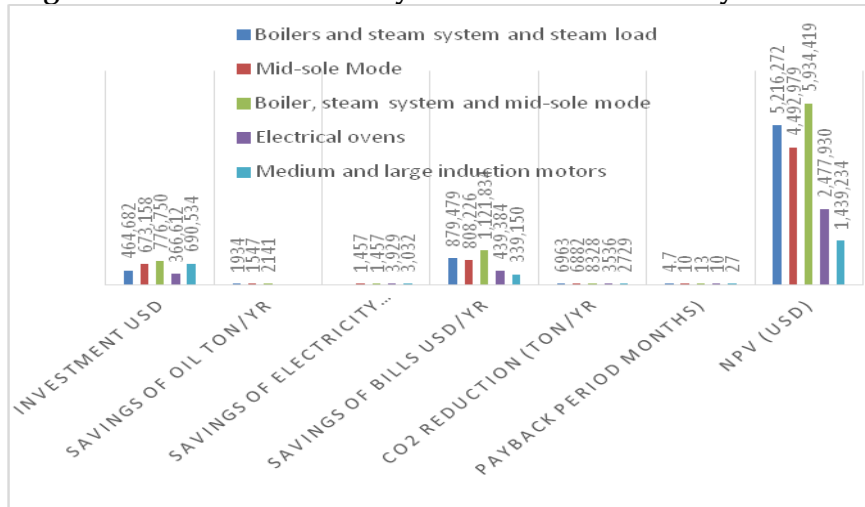 Boilers and steam system and steam load
Mid-sole Mode
Boiler, steam system and mid-sole mode
Electrical ovens
Medium and large induction motors
464,682
673,158
776,750
366,612
690,534
1934
1547
2141
1,457
1,457
3,929
3,032
879,479
808,226
1,121,834
439,384
339,150
6963
6882
8328
3536
2729
4.7
10
13
10
27
5,216,272
4,492,979
5,934,419
2,477,930
1,439,234
INVESTMENT USD
SAVINGS OF OIL TON/YR
SAVINGS OF ELECTRICITY...
SAVINGS OF BILLS USD/YR
CO2 REDUCTION (TON/YR
PAYBACK PERIOD MONTHS)
NPV (USD)